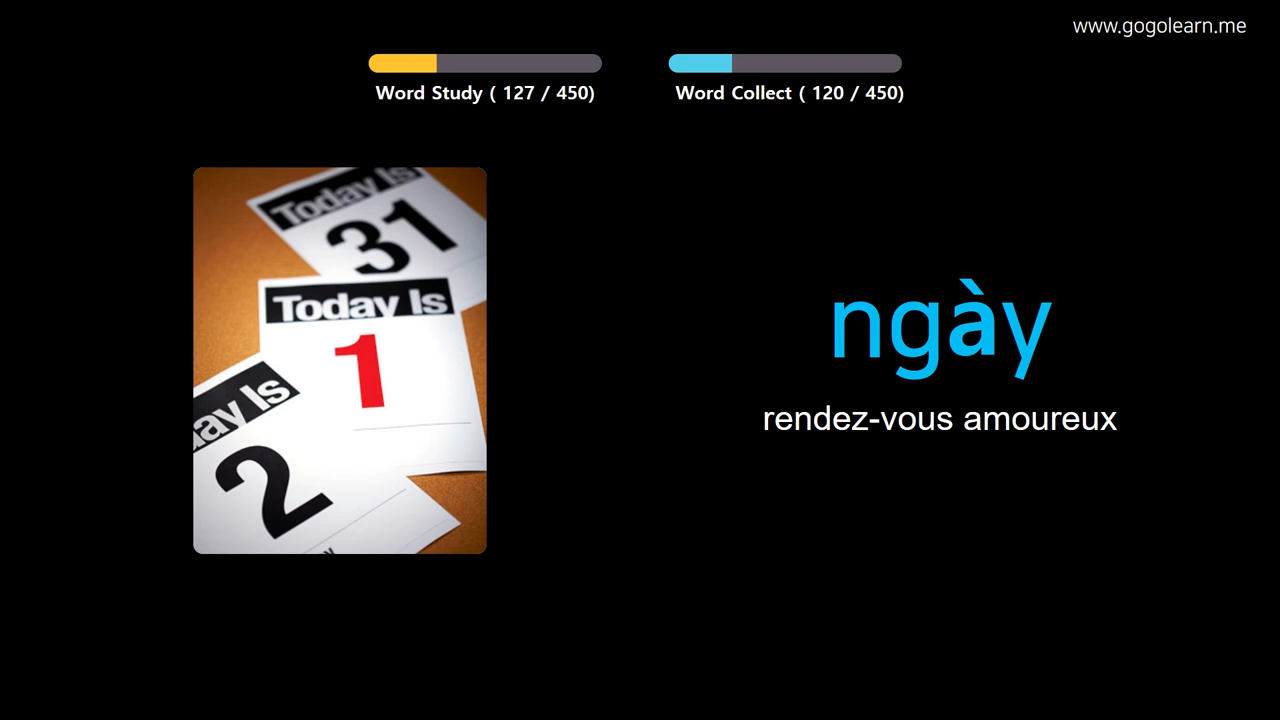 www.gogolearn.me
Word Study ( 127 / 450)
Word Collect ( 120 / 450)
Today Is
31
Today Is
1
ay Is
2
ngày
rendez-vous amoureux